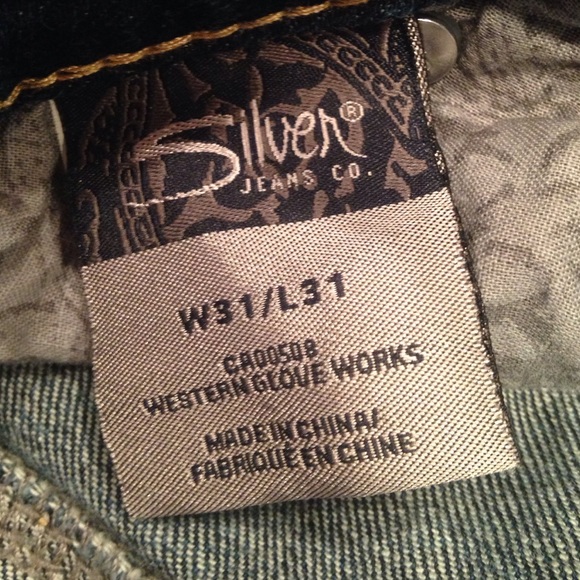 Silver®
JEANS CO.
W31/L31
CA00508
WESTERN GLOVE WORKS
MADE IN CHINA/
FABRIQUÉ EN CHINE